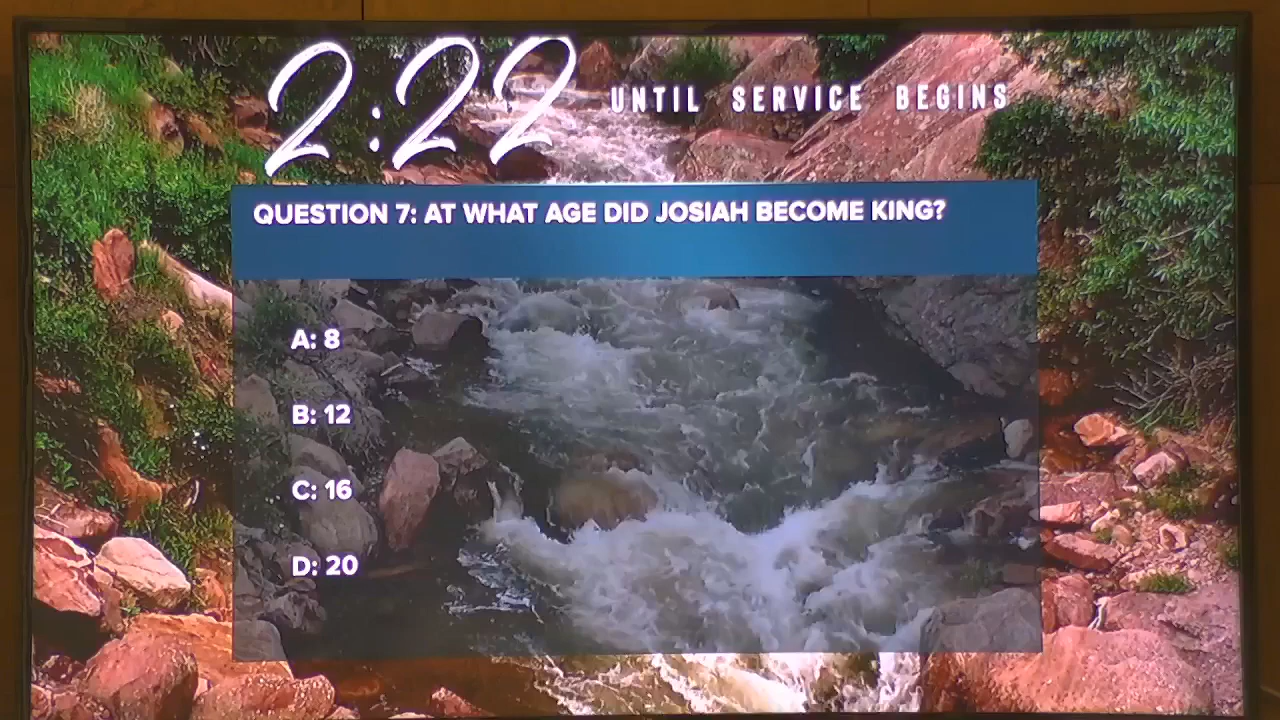 2:22 UNTIL SERVICE BEGINS
QUESTION 7: AT WHAT AGE DID JOSIAH BECOME KING?
A: 8
B: 12
C: 16
D: 20